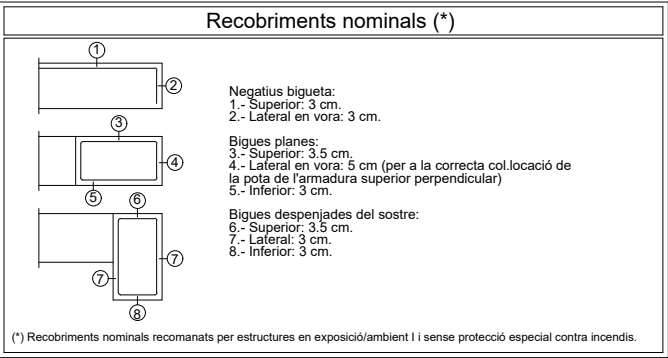 Recobriments nominals (*)
1
2
3
4
5
6
7
7
8
Negatius bigueta:
1.- Superior: 3 cm.
2.- Lateral en vora: 3 cm.
Bigues planes:
3.- Superior: 3.5 cm.
4.- Lateral en vora: 5 cm (per a la correcta col.locació de
la pota de l'armadura superior perpendicular)
5.- Inferior: 3 cm.
Bigues despenjades del sostre:
6.- Superior: 3.5 cm.
7.- Lateral: 3 cm.
8.- Inferior: 3 cm.
(*) Recobriments nominals recomanats per estructures en exposició/ambient I i sense protecció especial contra incendis.